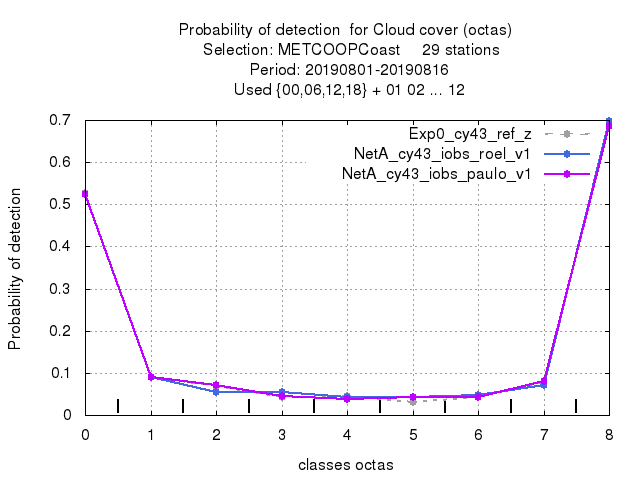 Probability of detection  for Cloud cover (octas)
Selection: METCOOPCoast     29 stations
Period: 20190801-20190816
Used {00,06,12,18} + 01 02 ... 12
Exp0_cy43_ref_z
NetA_cy43_iobs_roel_v1
NetA_cy43_iobs_paulo_v1
Probability of detection
0.7
0.6
0.5
0.4
0.3
0.2
0.1
0
0 1 2 3 4 5 6 7 8
classes octas